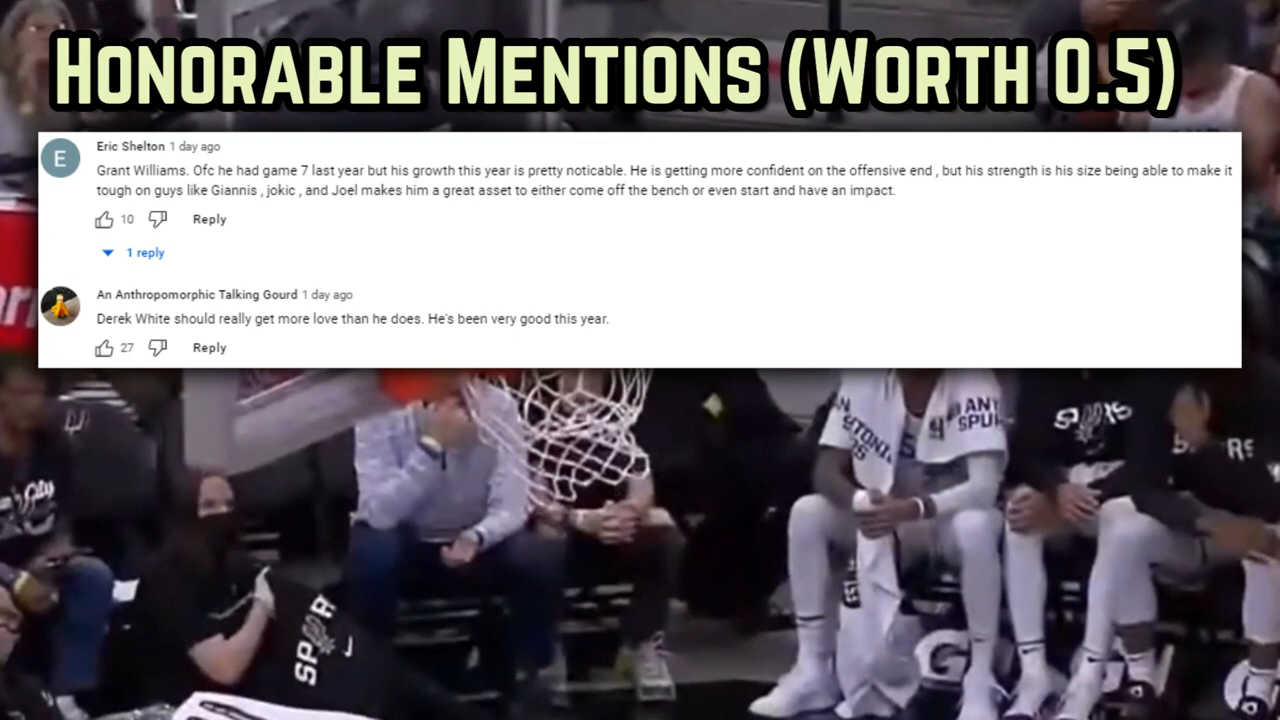 HONORABLE MENTIONS (WORTH 0.5)
E
Eric Shelton 1 day ago
Grant Williams. Ofc he had game 7 last year but his growth this year is pretty noticable. He is getting more confident on the offensive end , but his strength is his size being able to make it
tough on guys like Giannis , jokic , and Joel makes him a great asset to either come off the bench or even start and have an impact.
10 Reply
1 reply
An Anthropomorphic Talking Gourd 1 day ago
Derek White should really get more love than he does. He's been very good this year.
27 Reply
ANY
SPU
SPURS
City
SPURS
G